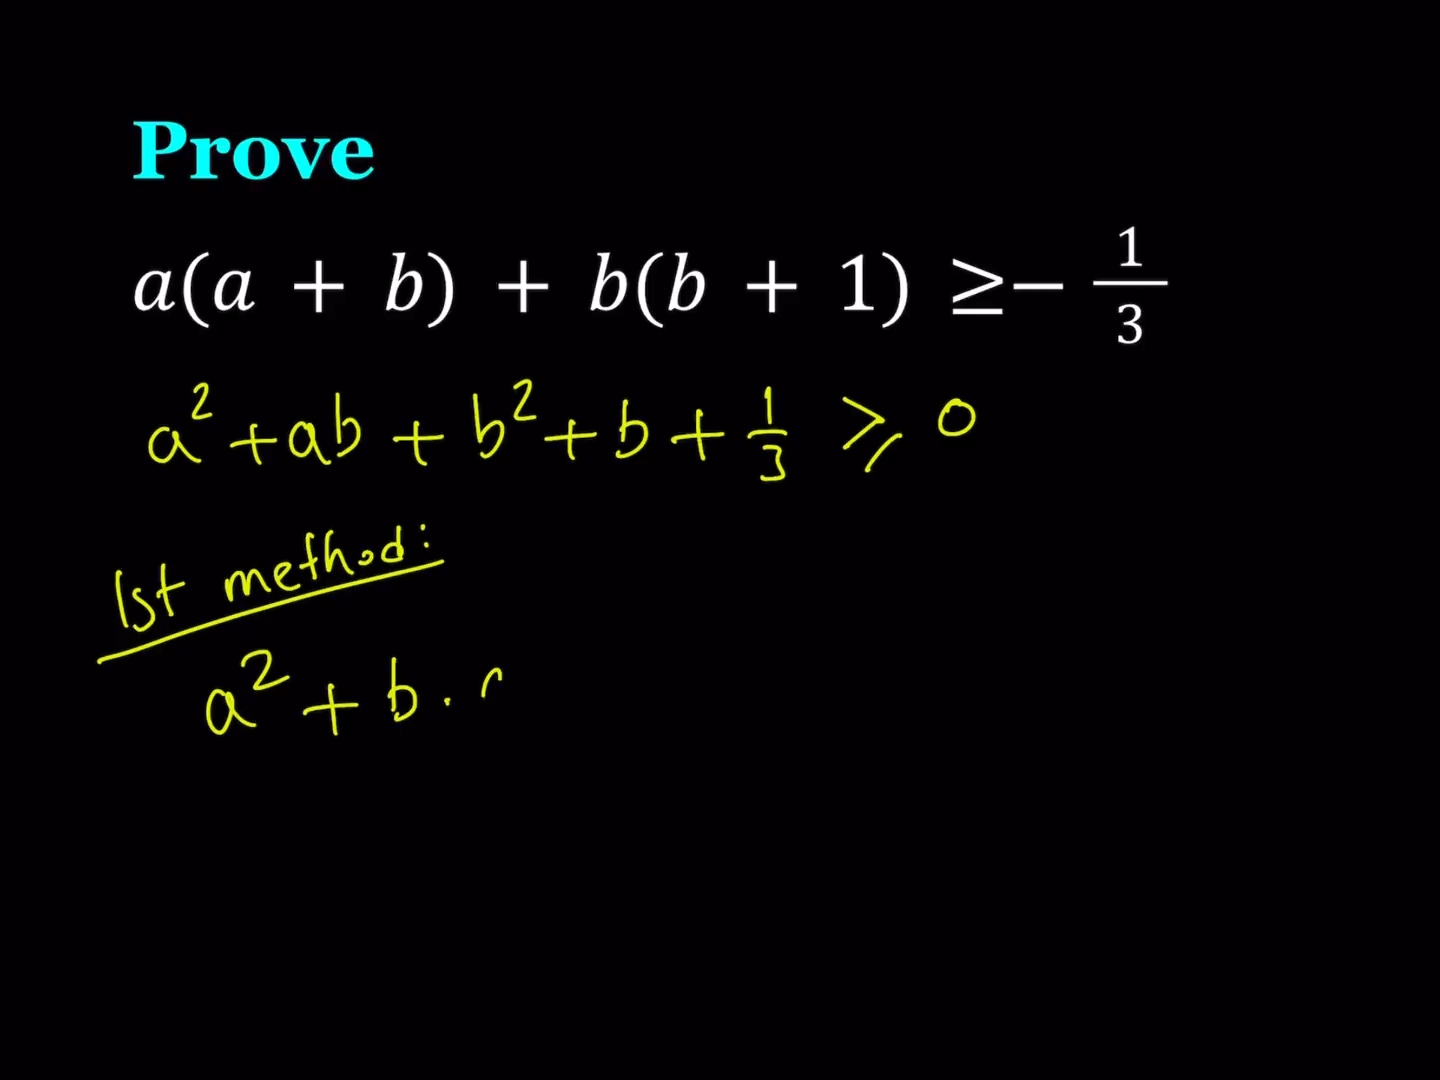 Prove
a(a + b) + b(b + 1) ≥ − 1/3
a² + ab + b² + b + 1/3 ≥ 0
1st method:
a² + b ·